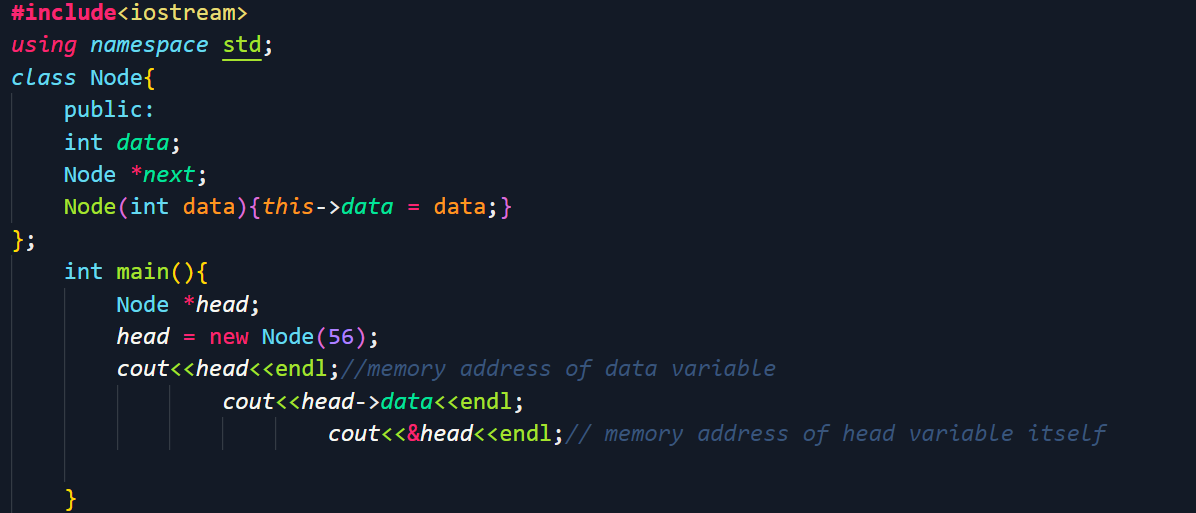 #include<iostream>
using namespace std;
class Node{
    public:
    int data;
    Node *next;
    Node(int data){this->data = data;}
};
    int main(){
        Node *head;
        head = new Node(56);
        cout<<head<<endl;//memory address of data variable
                cout<<head->data<<endl;
                        cout<<&head<<endl;// memory address of head variable itself
    }